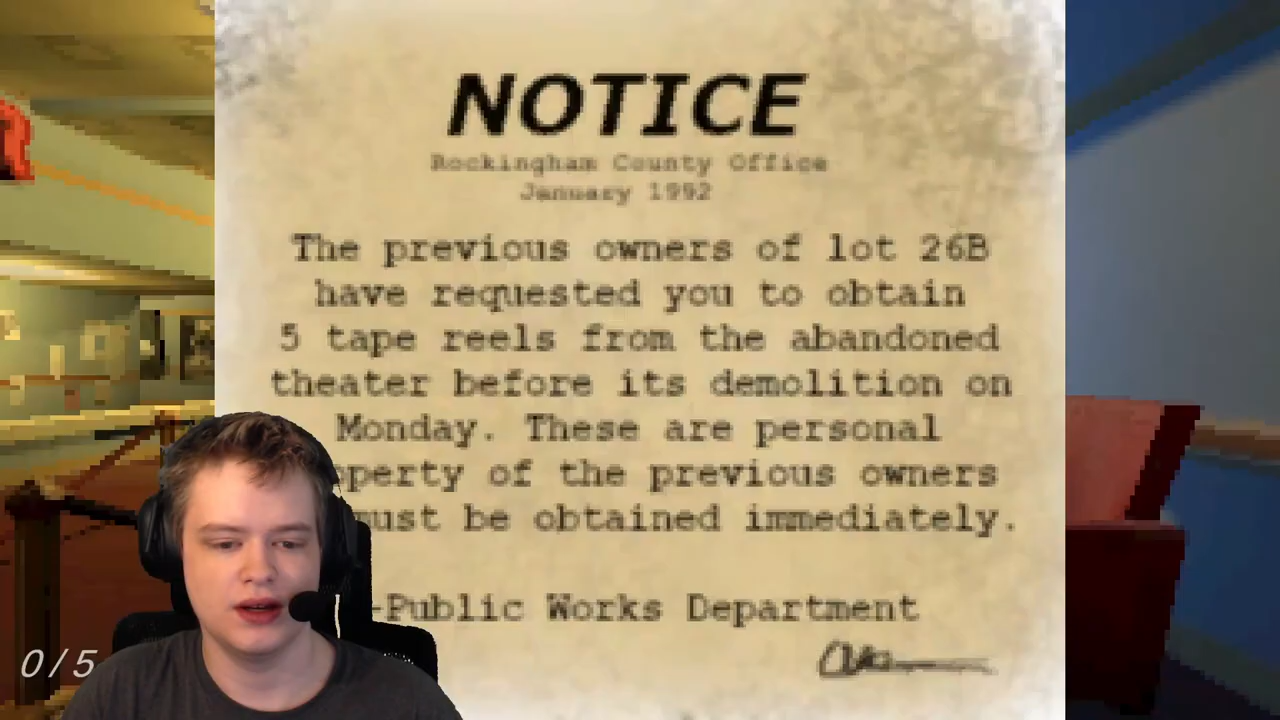 NOTICE
Rockingham County Office
January 1992
The previous owners of lot 26B
have requested you to obtain
5 tape reels from the abandoned
theater before its demolition on
Monday. These are personal
operty of the previous owners
must be obtained immediately.
-Public Works Department
0/5